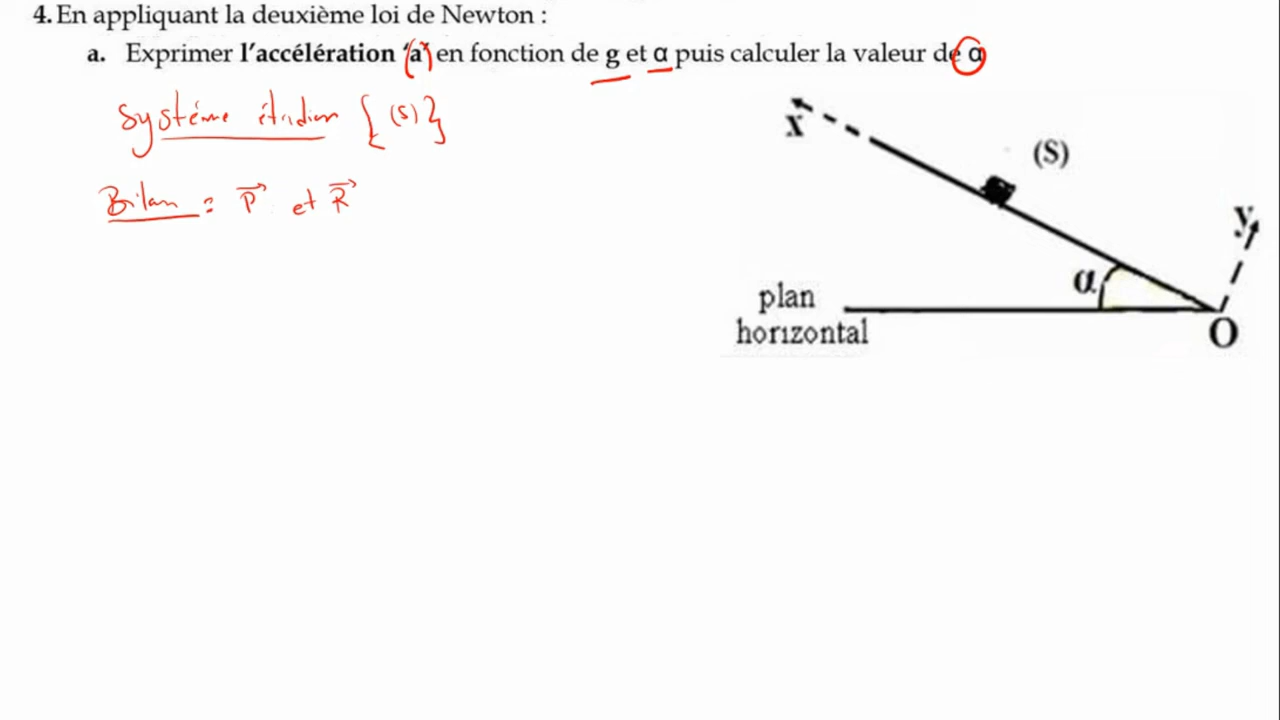 4. En appliquant la deuxième loi de Newton :
a. Exprimer l'accélération "a" en fonction de g et α puis calculer la valeur de α
Système étudier {(S)}
Bilan : P⃗ et R⃗
x
(S)
y
α
plan
horizontal
O